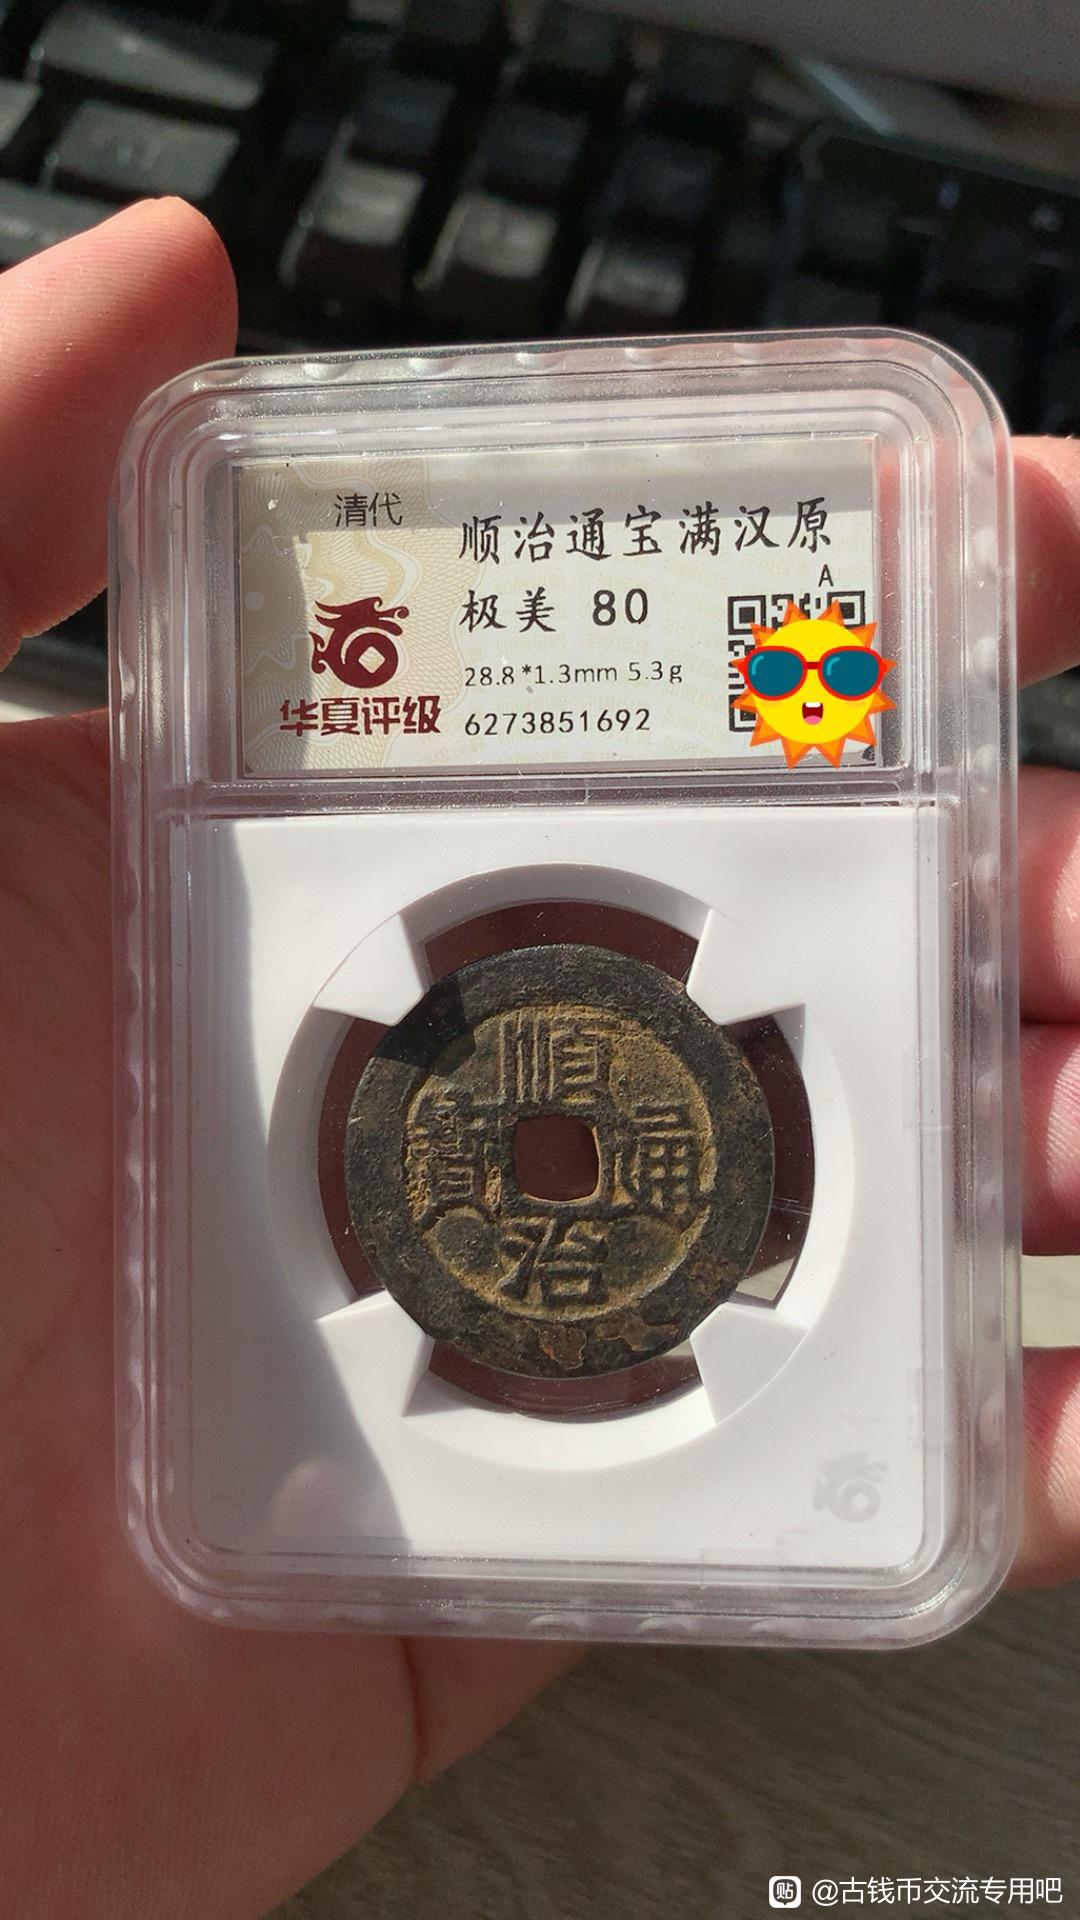 清代
顺治通宝满汉原
极美 80
A
28.8*1.3mm 5.3g
华夏评级
6273851692
順
寶 通
治
贴 @古钱币交流专用吧